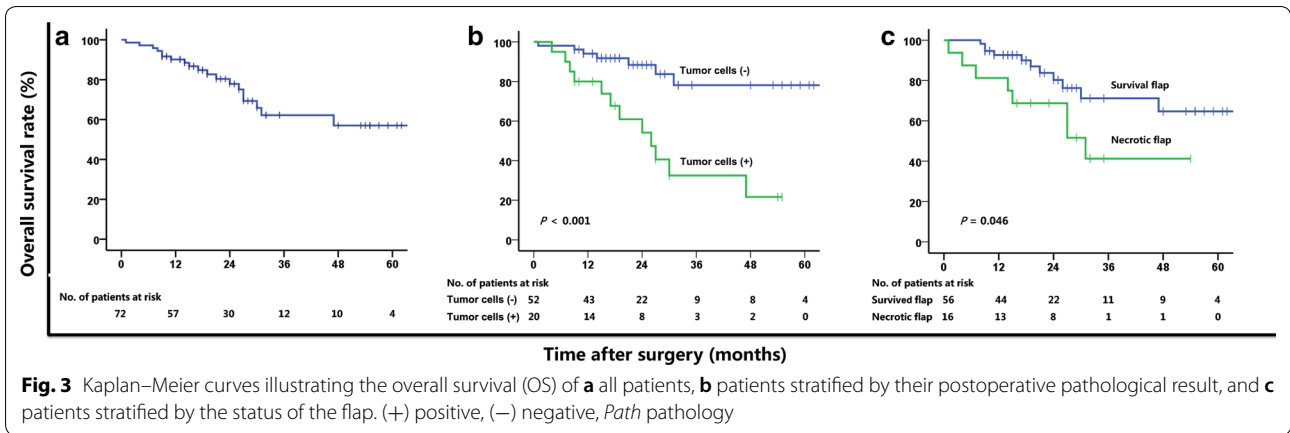 Overall survival rate (%)
a
100
80
60
40
20
0
0 12 24 36 48 60
No. of patients at risk
72 57 30 12 10 4
b
100
80
60
40
20
0
Tumor cells (-)
Tumor cells (+)
P < 0.001
0 12 24 36 48 60
No. of patients at risk
Tumor cells (-) 52 43 22 9 8 4
Tumor cells (+) 20 14 8 3 2 0
c
100
80
60
40
20
0
Survival flap
Necrotic flap
P = 0.046
0 12 24 36 48 60
No. of patients at risk
Survived flap 56 44 22 11 9 4
Necrotic flap 16 13 8 1 1 0
Time after surgery (months)
Fig. 3 Kaplan–Meier curves illustrating the overall survival (OS) of a all patients, b patients stratified by their postoperative pathological result, and c
patients stratified by the status of the flap. (+) positive, (−) negative, Path pathology